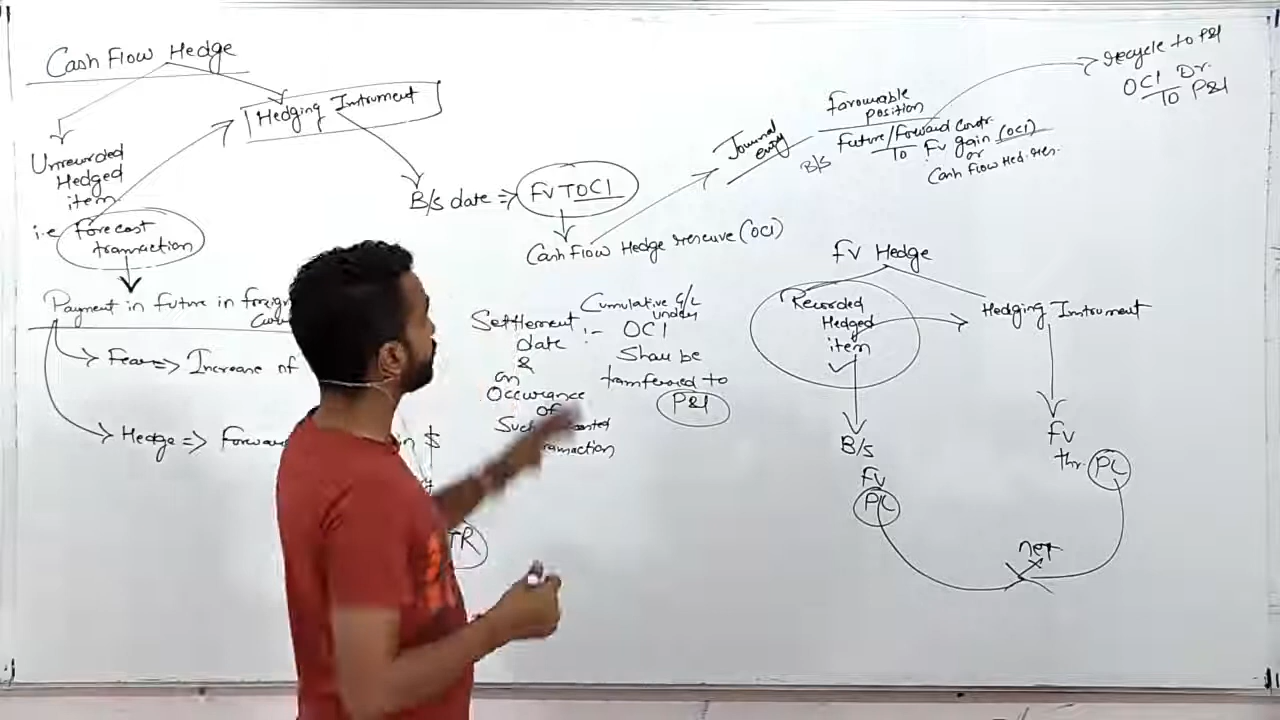 Cash Flow Hedge
Hedging Instrument
Unrecorded
Hedged
item
i.e Forecast
transaction
Payment in future in foreign
Fear => Increase of
Hedge => Forward in $
TR
B/s date => FVTOCI
Cash Flow Hedge reserve (OCI)
Settlement
date :-
&
on
Occurance
of
Such
Cumulative G/L
under
OCI
Shall be
transferred to
P&L
Journal
entry
favourable
position
B/S Future/Forward Contr.
To FV gain (OCI)
or
Cash Flow Hed. res.
recycle to P&L
OCI Dr.
To P&L
FV Hedge
Recorded
Hedged
item
Hedging Instrument
B/S
FV
P/L
FV
thr. P/L
net